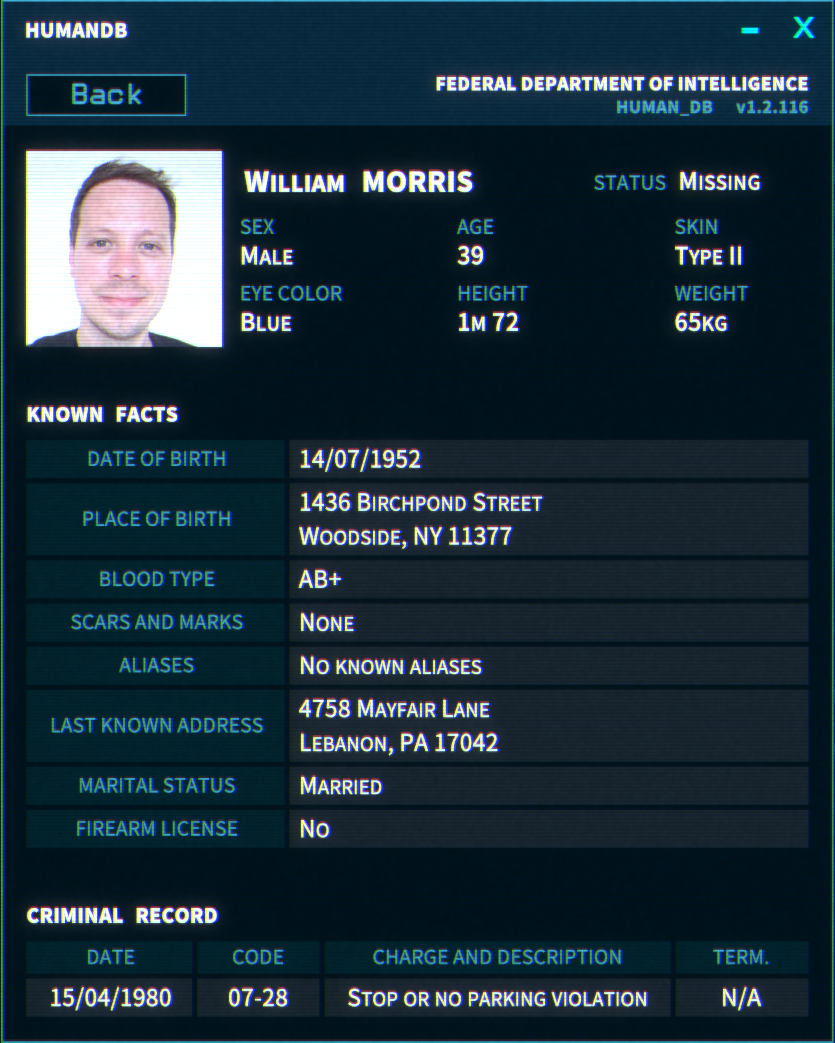 HUMANDB
– X
Back
FEDERAL DEPARTMENT OF INTELLIGENCE
HUMAN_DB v1.2.116
William MORRIS
STATUS Missing
SEX AGE SKIN
Male 39 Type II
EYE COLOR HEIGHT WEIGHT
Blue 1m 72 65kg
KNOWN FACTS
DATE OF BIRTH 14/07/1952
PLACE OF BIRTH 1436 Birchpond Street
Woodside, NY 11377
BLOOD TYPE AB+
SCARS AND MARKS None
ALIASES No known aliases
LAST KNOWN ADDRESS 4758 Mayfair Lane
Lebanon, PA 17042
MARITAL STATUS Married
FIREARM LICENSE No
CRIMINAL RECORD
DATE CODE CHARGE AND DESCRIPTION TERM.
15/04/1980 07-28 Stop or no parking violation N/A